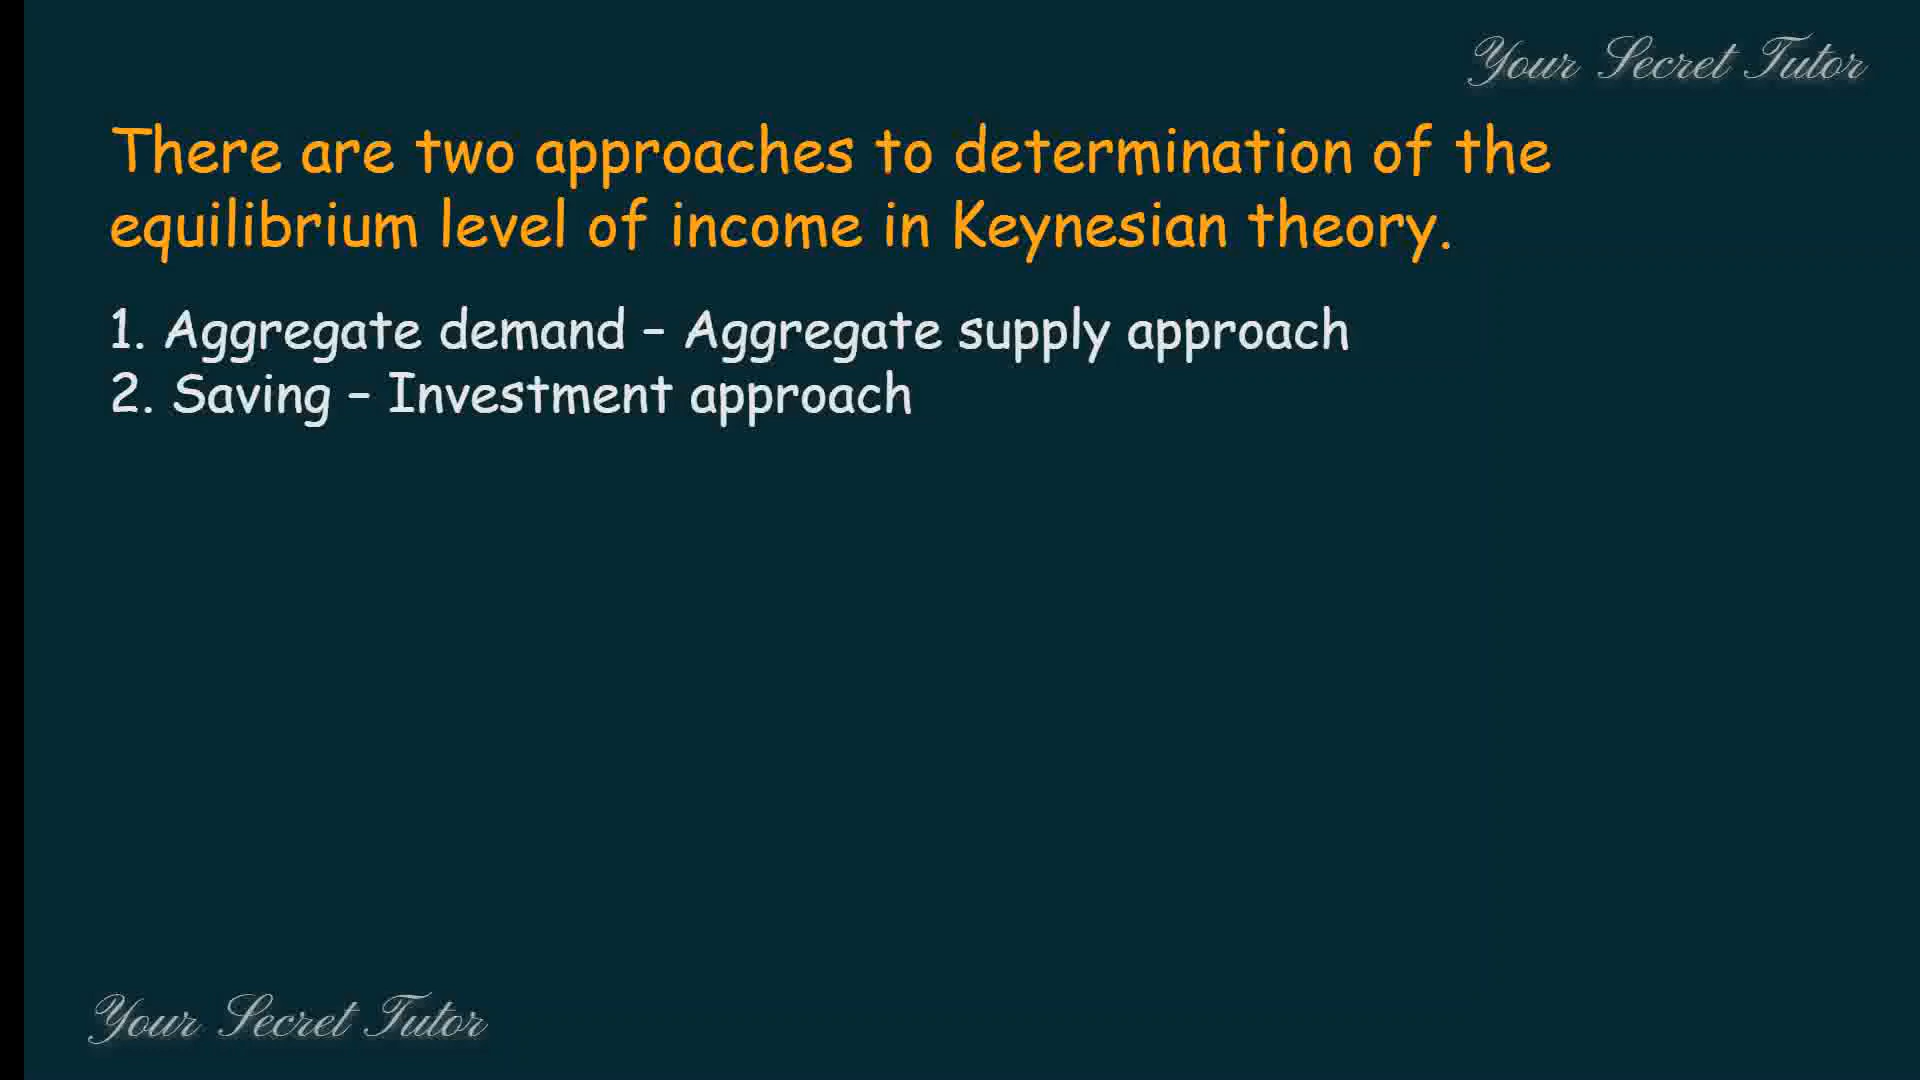 Your Secret Tutor
There are two approaches to determination of the
equilibrium level of income in Keynesian theory.
1. Aggregate demand – Aggregate supply approach
2. Saving – Investment approach
Your Secret Tutor